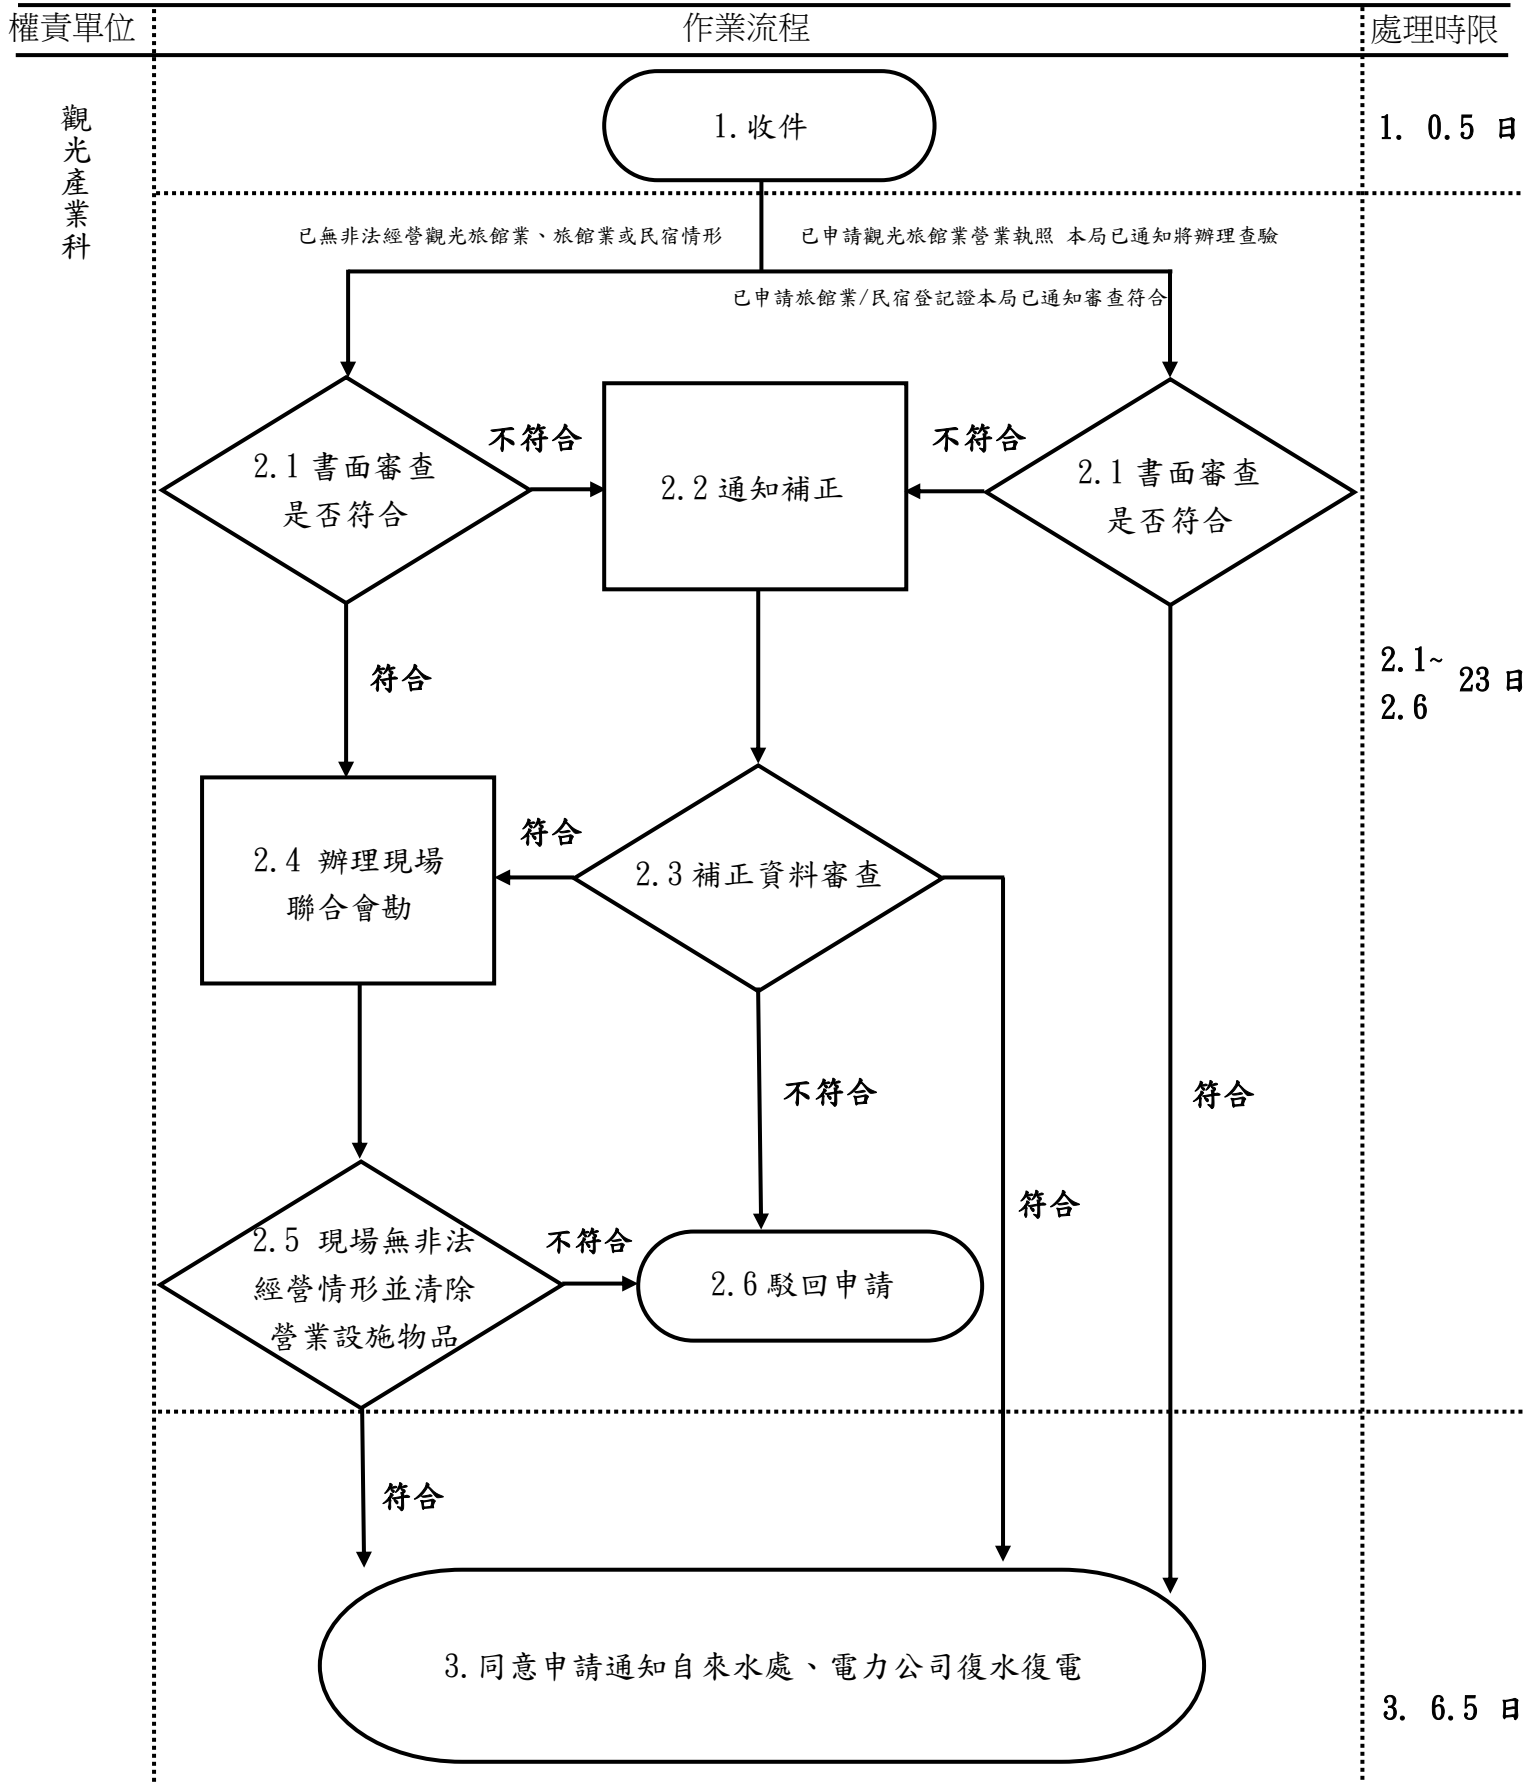 權責單位
作業流程
處理時限
觀光產業科
1.收件
1. 0.5 日
已無非法經營觀光旅館業、旅館業或民宿情形
已申請觀光旅館業營業執照 本局已通知將辦理查驗
已申請旅館業/民宿登記證本局已通知審查符合
不符合
不符合
2.1 書面審查
是否符合
2.2 通知補正
2.1 書面審查
是否符合
符合
2.1~
2.6
23 日
符合
2.4 辦理現場
聯合會勘
2.3 補正資料審查
不符合
符合
符合
2.5 現場無非法
經營情形並清除
營業設施物品
不符合
2.6 駁回申請
符合
3.同意申請通知自來水處、電力公司復水復電
3. 6.5 日